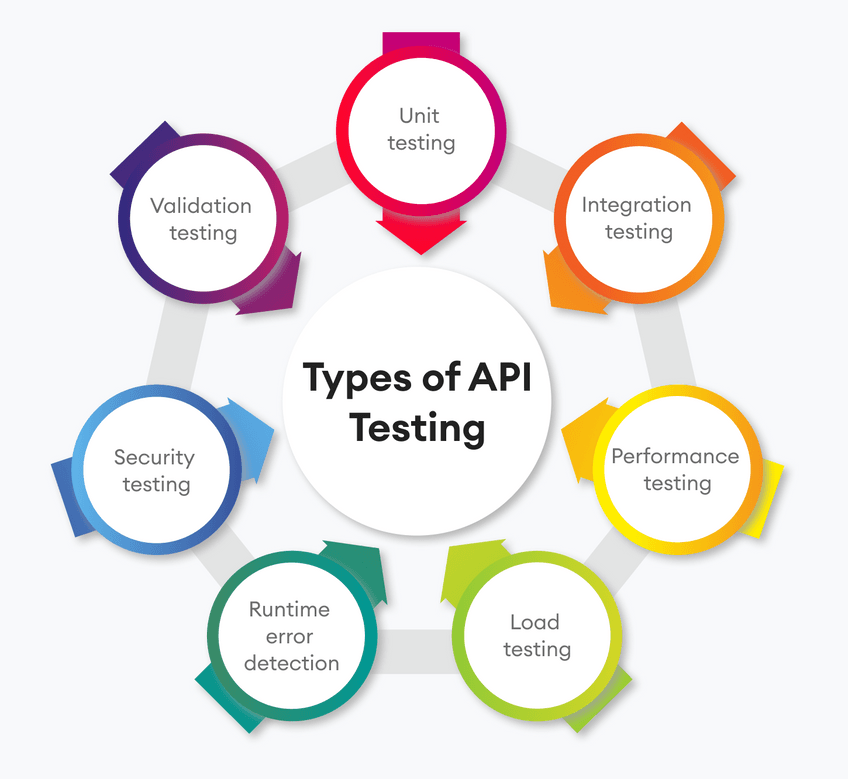 Unit
testing
Integration
testing
Performance
testing
Load
testing
Runtime
error
detection
Security
testing
Validation
testing
Types of API
Testing